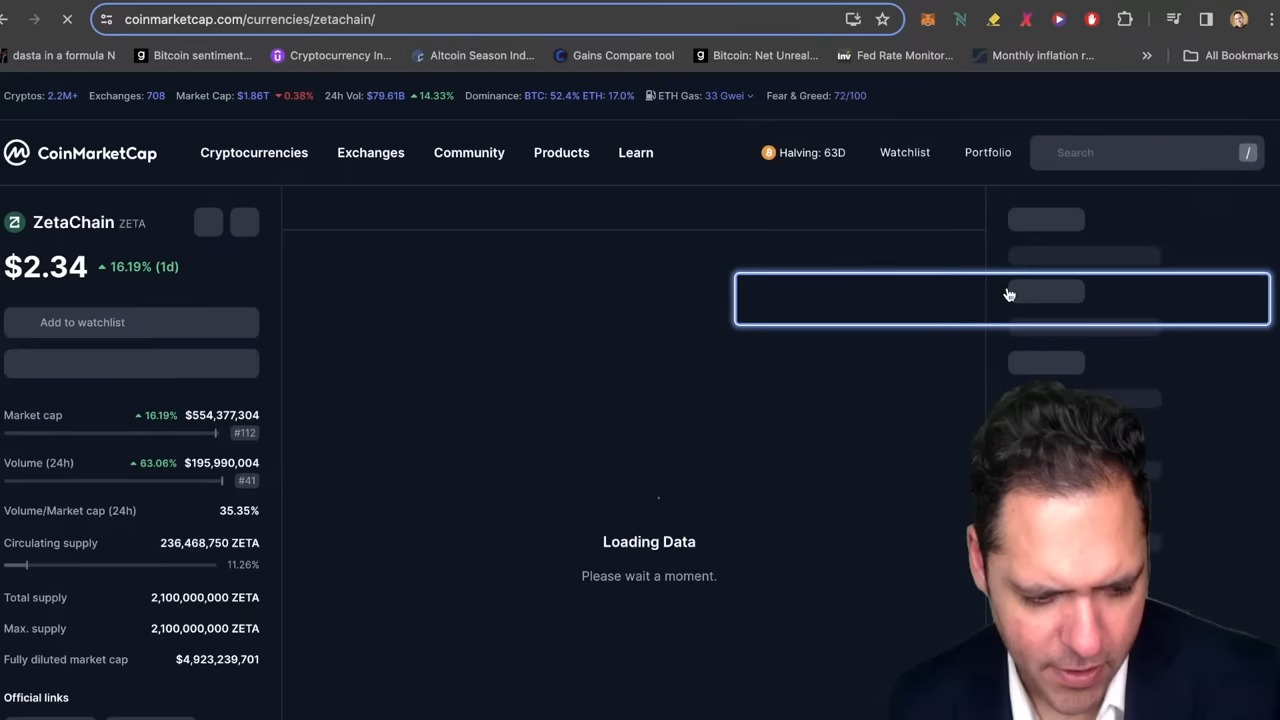 coinmarketcap.com/currencies/zetachain/
dasta in a formula N
Bitcoin sentiment...
Cryptocurrency In...
Altcoin Season Ind...
Gains Compare tool
Bitcoin: Net Unreal...
Fed Rate Monitor...
Monthly inflation r...
»
All Bookmarks
Cryptos: 2.2M+ Exchanges: 708 Market Cap: $1.86T 0.38% 24h Vol: $79.61B 14.33% Dominance: BTC: 52.4% ETH: 17.0% ETH Gas: 33 Gwei Fear & Greed: 72/100
CoinMarketCap Cryptocurrencies Exchanges Community Products Learn Halving: 63D Watchlist Portfolio Search /
ZetaChain ZETA
$2.34 16.19% (1d)
Add to watchlist
Market cap 16.19% $554,377,304
#112
Volume (24h) 63.06% $195,990,004
#41
Volume/Market cap (24h) 35.35%
Circulating supply 236,468,750 ZETA
11.26%
Total supply 2,100,000,000 ZETA
Max. supply 2,100,000,000 ZETA
Fully diluted market cap $4,923,239,701
Official links
Loading Data
Please wait a moment.